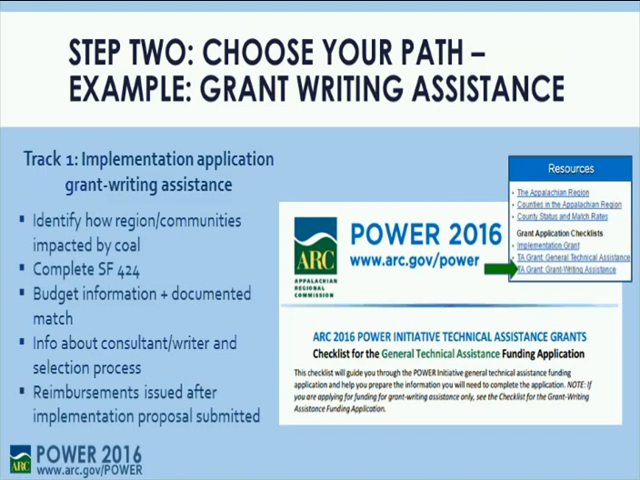 STEP TWO: CHOOSE YOUR PATH –
EXAMPLE: GRANT WRITING ASSISTANCE
Track 1: Implementation application
grant-writing assistance
Identify how region/communities
impacted by coal
Complete SF 424
Budget information + documented
match
Info about consultant/writer and
selection process
Reimbursements issued after
implementation proposal submitted
Resources
The Appalachian Region
Counties in the Appalachian Region
County Status and Match Rates
Grant Application Checklists
Implementation Grant
TA Grant: General Technical Assistance
TA Grant: Grant-Writing Assistance
ARC
APPALACHIAN
REGIONAL
COMMISSION
POWER 2016
www.arc.gov/power
ARC 2016 POWER INITIATIVE TECHNICAL ASSISTANCE GRANTS
Checklist for the General Technical Assistance Funding Application
This checklist will guide you through the POWER Initiative general technical assistance funding
application and help you prepare the information you will need to complete the application. NOTE: If
you are applying for funding for grant-writing assistance only, see the Checklist for the Grant-Writing
Assistance Funding Application.
ARC
POWER 2016
www.arc.gov/POWER